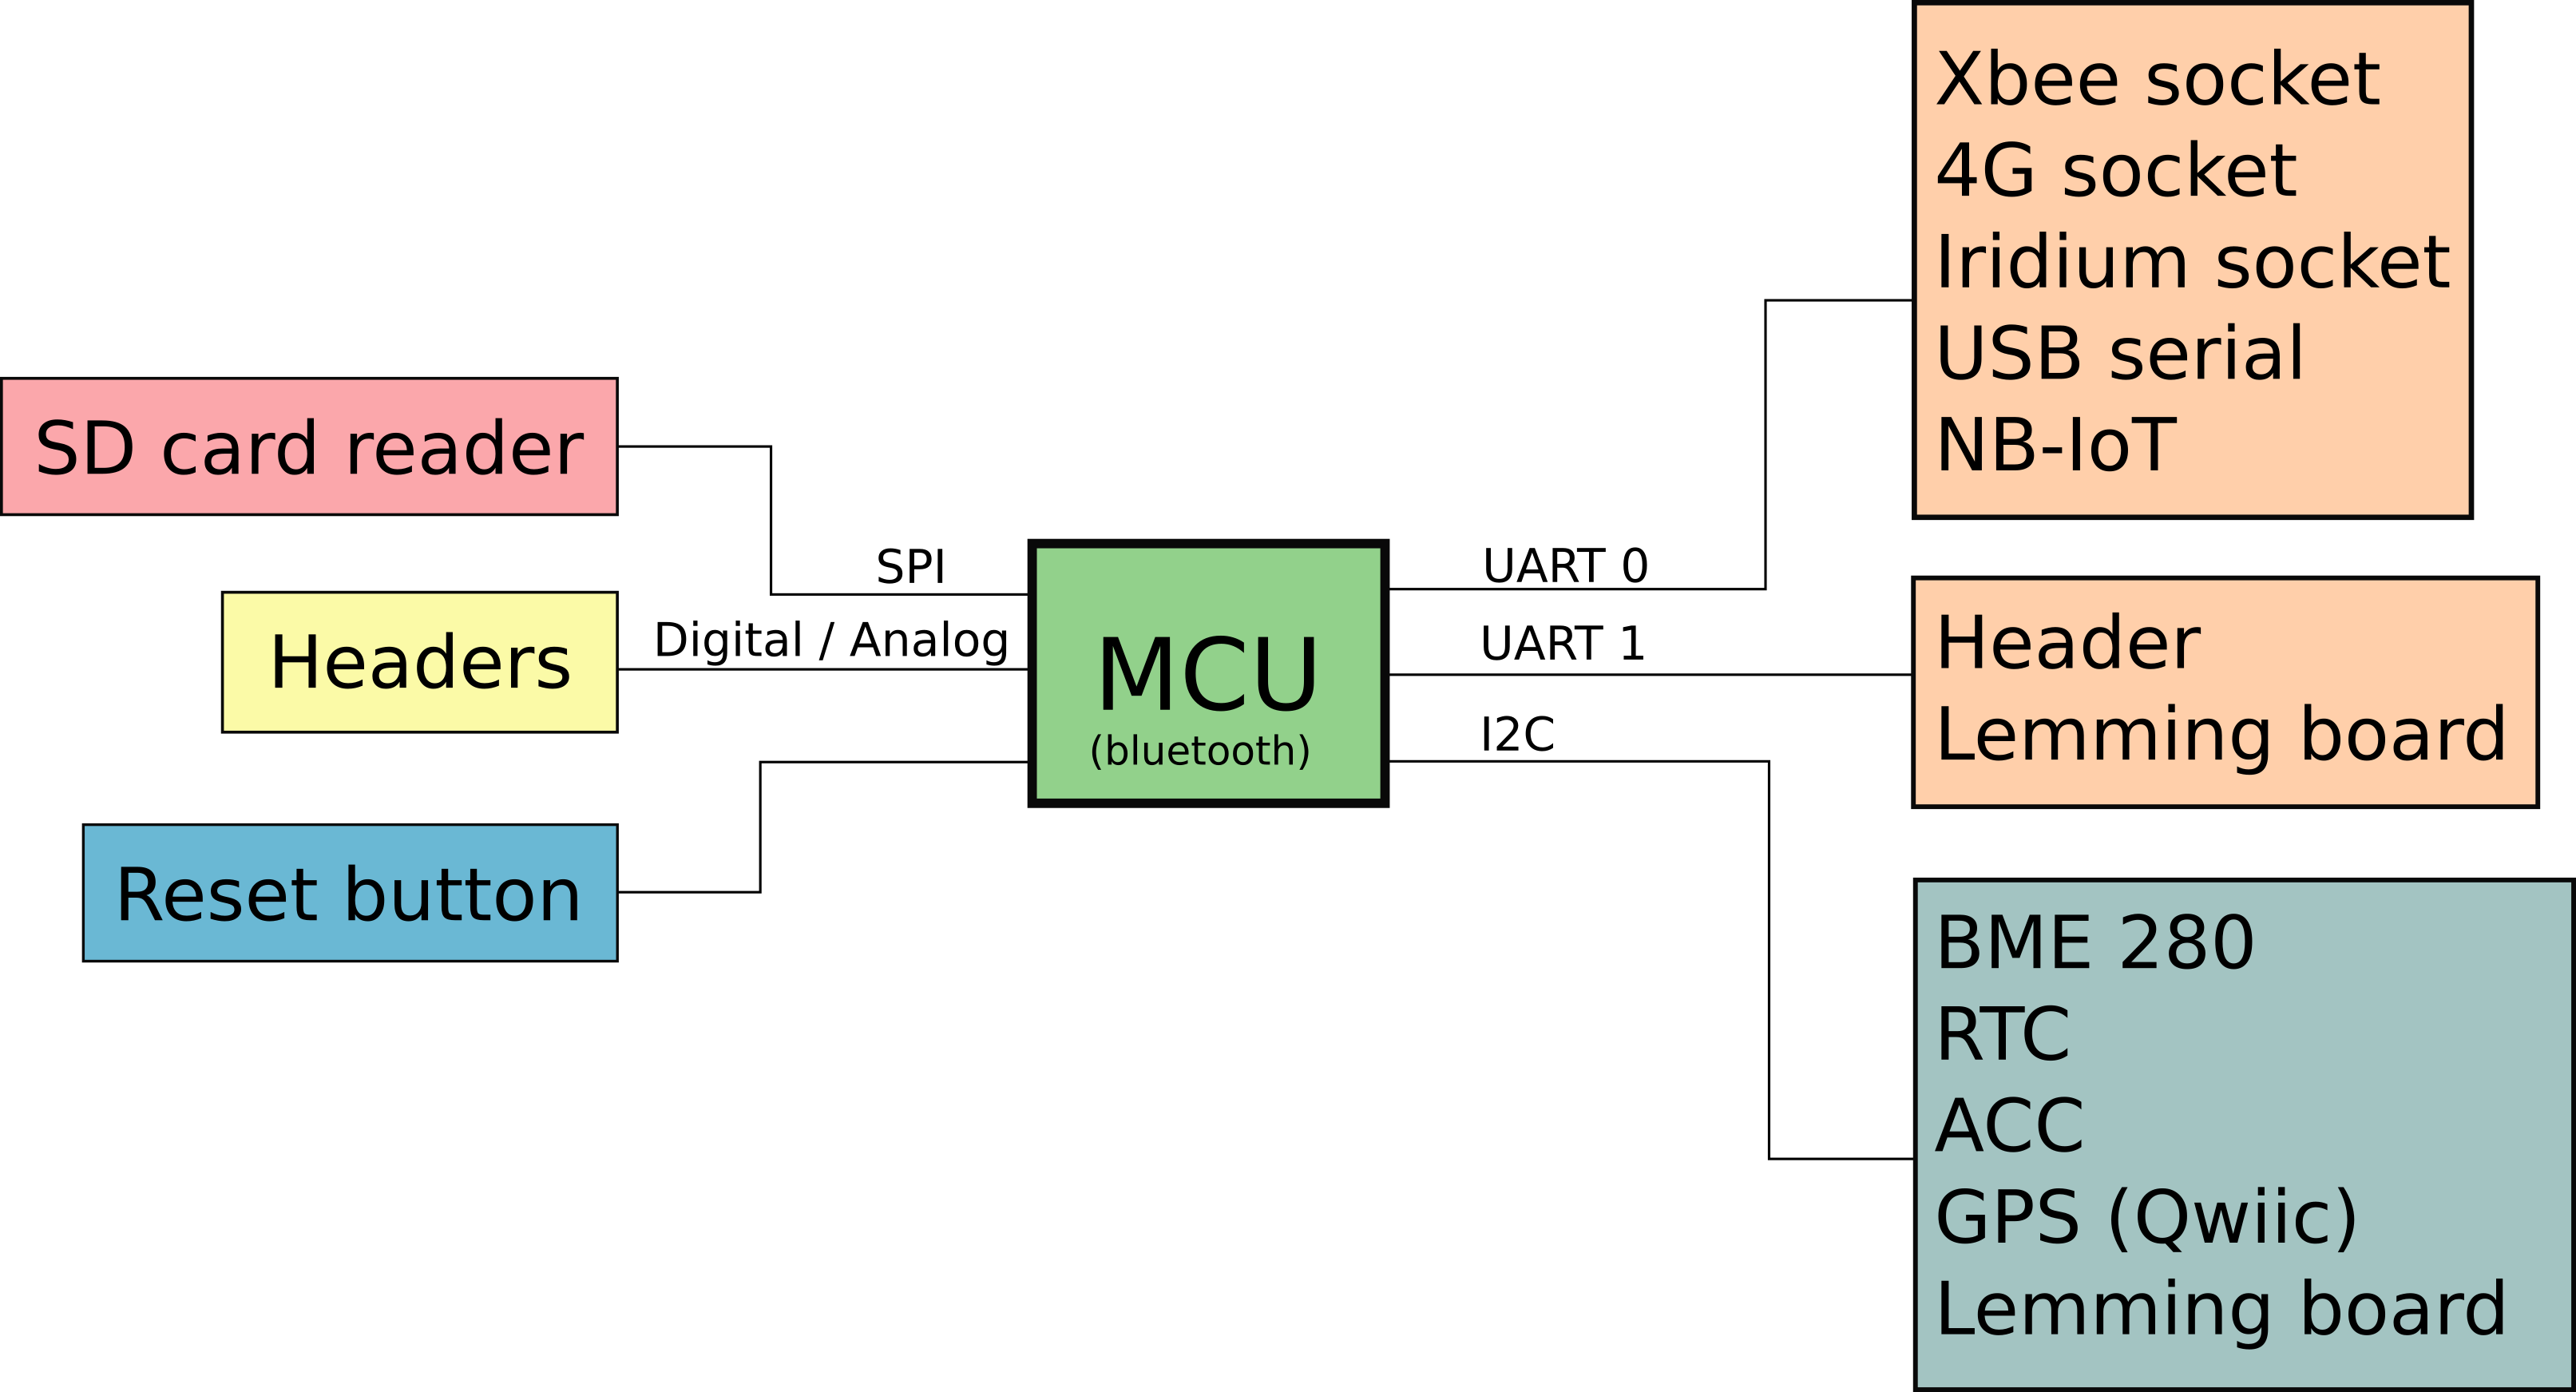 SD card reader
Headers
Reset button
SPI
Digital / Analog
MCU
(bluetooth)
UART 0
UART 1
I2C
Xbee socket
4G socket
Iridium socket
USB serial
NB-IoT
Header
Lemming board
BME 280
RTC
ACC
GPS (Qwiic)
Lemming board